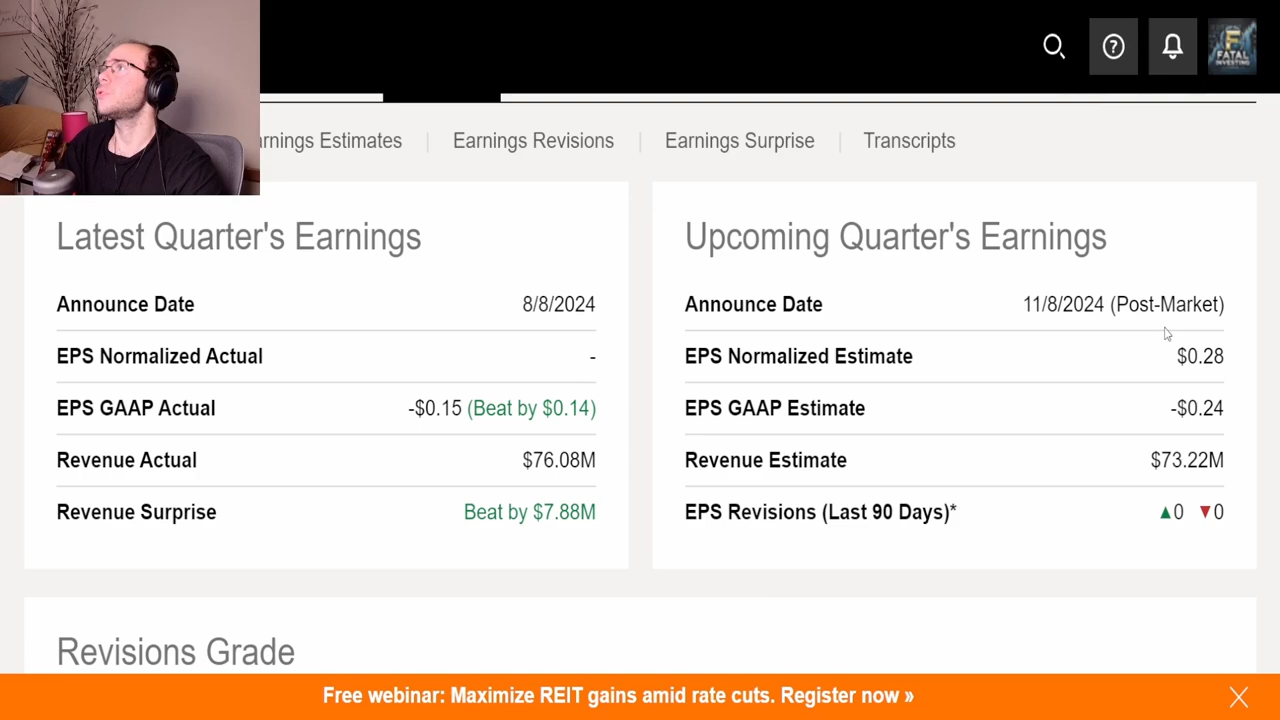 F
FATAL
INVESTING
rnings Estimates | Earnings Revisions | Earnings Surprise | Transcripts
Latest Quarter's Earnings
Announce Date 8/8/2024
EPS Normalized Actual -
EPS GAAP Actual -$0.15 (Beat by $0.14)
Revenue Actual $76.08M
Revenue Surprise Beat by $7.88M
Upcoming Quarter's Earnings
Announce Date 11/8/2024 (Post-Market)
EPS Normalized Estimate $0.28
EPS GAAP Estimate -$0.24
Revenue Estimate $73.22M
EPS Revisions (Last 90 Days)* ▲0 ▼0
Revisions Grade
Free webinar: Maximize REIT gains amid rate cuts. Register now »